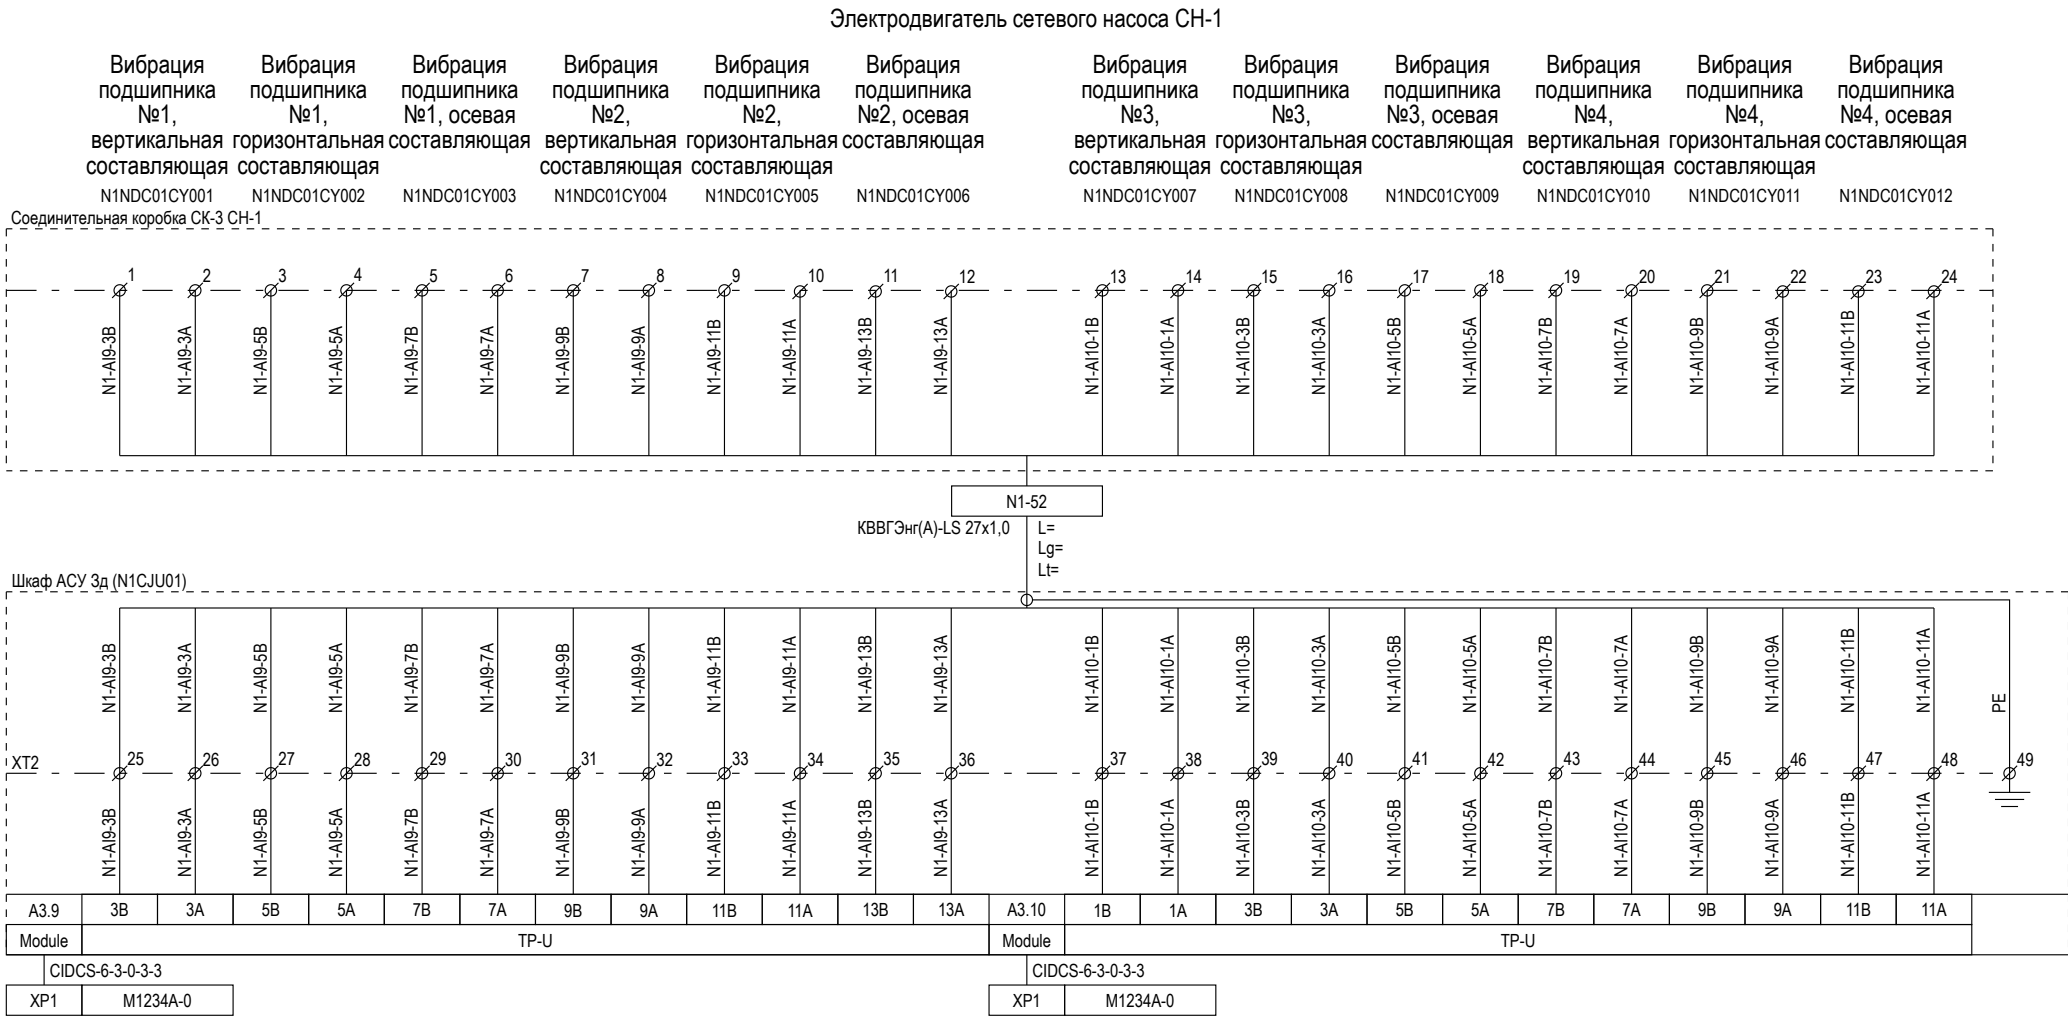 Электродвигатель сетевого насоса СН-1
Вибрация подшипника №1, вертикальная составляющая
Вибрация подшипника №1, горизонтальная составляющая
Вибрация подшипника №1, осевая составляющая
Вибрация подшипника №2, вертикальная составляющая
Вибрация подшипника №2, горизонтальная составляющая
Вибрация подшипника №2, осевая составляющая
Вибрация подшипника №3, вертикальная составляющая
Вибрация подшипника №3, горизонтальная составляющая
Вибрация подшипника №3, осевая составляющая
Вибрация подшипника №4, вертикальная составляющая
Вибрация подшипника №4, горизонтальная составляющая
Вибрация подшипника №4, осевая составляющая
N1NDC01CY001 N1NDC01CY002 N1NDC01CY003 N1NDC01CY004 N1NDC01CY005 N1NDC01CY006 N1NDC01CY007 N1NDC01CY008 N1NDC01CY009 N1NDC01CY010 N1NDC01CY011 N1NDC01CY012
Соединительная коробка СК-3 СН-1
1 2 3 4 5 6 7 8 9 10 11 12 13 14 15 16 17 18 19 20 21 22 23 24
N1-AI9-3B N1-AI9-3A N1-AI9-5B N1-AI9-5A N1-AI9-7B N1-AI9-7A N1-AI9-9B N1-AI9-9A N1-AI9-11B N1-AI9-11A N1-AI9-13B N1-AI9-13A N1-AI10-1B N1-AI10-1A N1-AI10-3B N1-AI10-3A N1-AI10-5B N1-AI10-5A N1-AI10-7B N1-AI10-7A N1-AI10-9B N1-AI10-9A N1-AI10-11B N1-AI10-11A
N1-52
КВВГЭнг(А)-LS 27x1,0
L=
Lg=
Lt=
Шкаф АСУ 3д (N1CJU01)
N1-AI9-3B N1-AI9-3A N1-AI9-5B N1-AI9-5A N1-AI9-7B N1-AI9-7A N1-AI9-9B N1-AI9-9A N1-AI9-11B N1-AI9-11A N1-AI9-13B N1-AI9-13A N1-AI10-1B N1-AI10-1A N1-AI10-3B N1-AI10-3A N1-AI10-5B N1-AI10-5A N1-AI10-7B N1-AI10-7A N1-AI10-9B N1-AI10-9A N1-AI10-11B N1-AI10-11A PE
XT2 25 26 27 28 29 30 31 32 33 34 35 36 37 38 39 40 41 42 43 44 45 46 47 48 49
N1-AI9-3B N1-AI9-3A N1-AI9-5B N1-AI9-5A N1-AI9-7B N1-AI9-7A N1-AI9-9B N1-AI9-9A N1-AI9-11B N1-AI9-11A N1-AI9-13B N1-AI9-13A N1-AI10-1B N1-AI10-1A N1-AI10-3B N1-AI10-3A N1-AI10-5B N1-AI10-5A N1-AI10-7B N1-AI10-7A N1-AI10-9B N1-AI10-9A N1-AI10-11B N1-AI10-11A
A3.9 3B 3A 5B 5A 7B 7A 9B 9A 11B 11A 13B 13A A3.10 1B 1A 3B 3A 5B 5A 7B 7A 9B 9A 11B 11A
Module TP-U Module TP-U
CIDCS-6-3-0-3-3 CIDCS-6-3-0-3-3
XP1 M1234A-0 XP1 M1234A-0